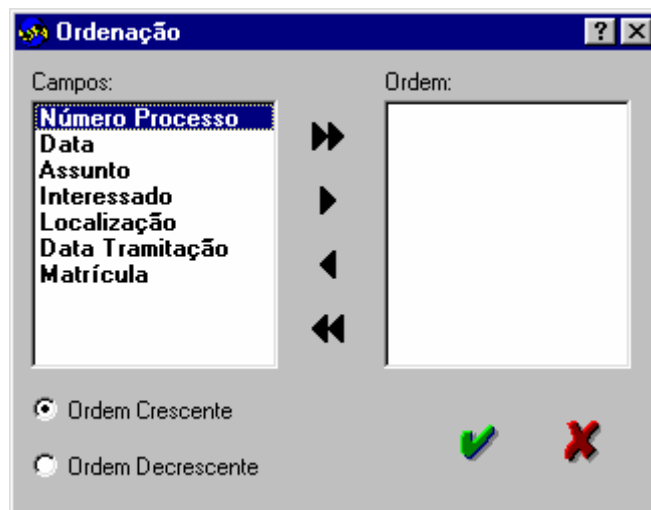 Ordenação
Campos:
Ordem:
Número Processo
Data
Assunto
Interessado
Localização
Data Tramitação
Matrícula
Ordem Crescente
Ordem Decrescente